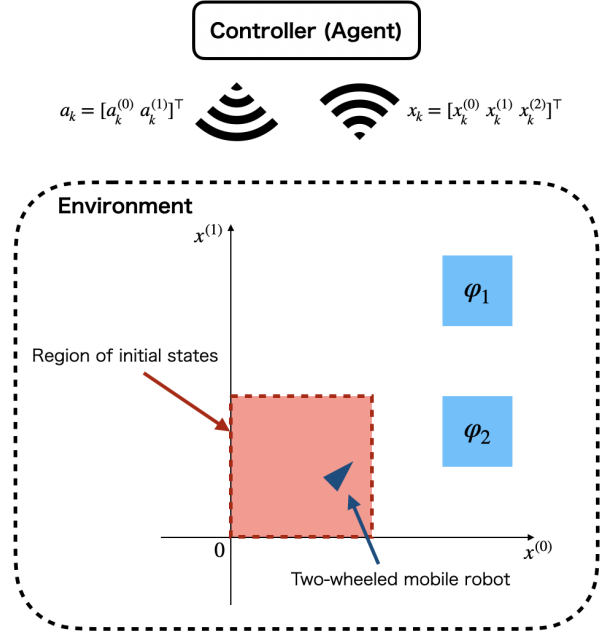 Controller (Agent)
a_k = [a_k^{(0)} a_k^{(1)}]^⊤
x_k = [x_k^{(0)} x_k^{(1)} x_k^{(2)}]^⊤
Environment
x^{(1)}
φ_1
Region of initial states
φ_2
0
x^{(0)}
Two-wheeled mobile robot